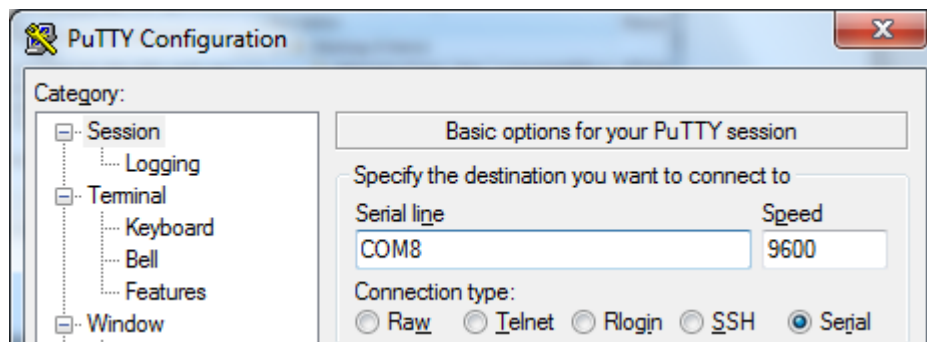 PuTTY Configuration
Category:
Session
Logging
Terminal
Keyboard
Bell
Features
Window
Basic options for your PuTTY session
Specify the destination you want to connect to
Serial line
Speed
COM8
9600
Connection type:
Raw
Telnet
Rlogin
SSH
Serial